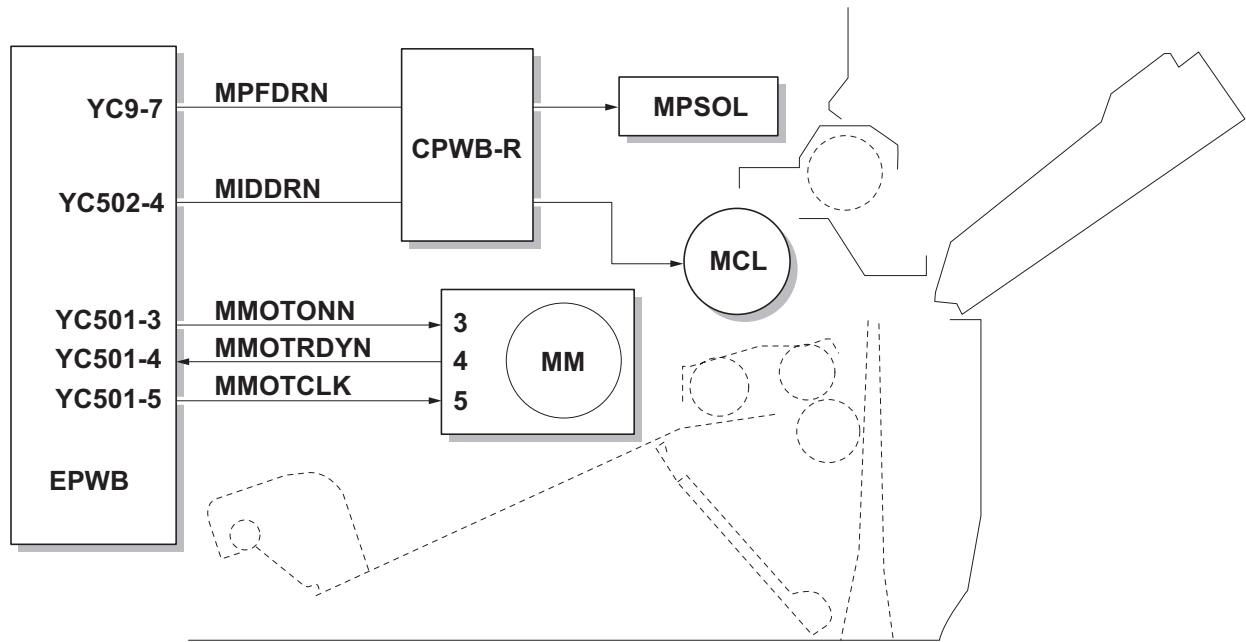 YC9-7
MPFDRN
CPWB-R
MPSOL
YC502-4
MIDDRN
MCL
YC501-3
MMOTONN
3
YC501-4
MMOTRDYN
4
MM
YC501-5
MMOTCLK
5
EPWB